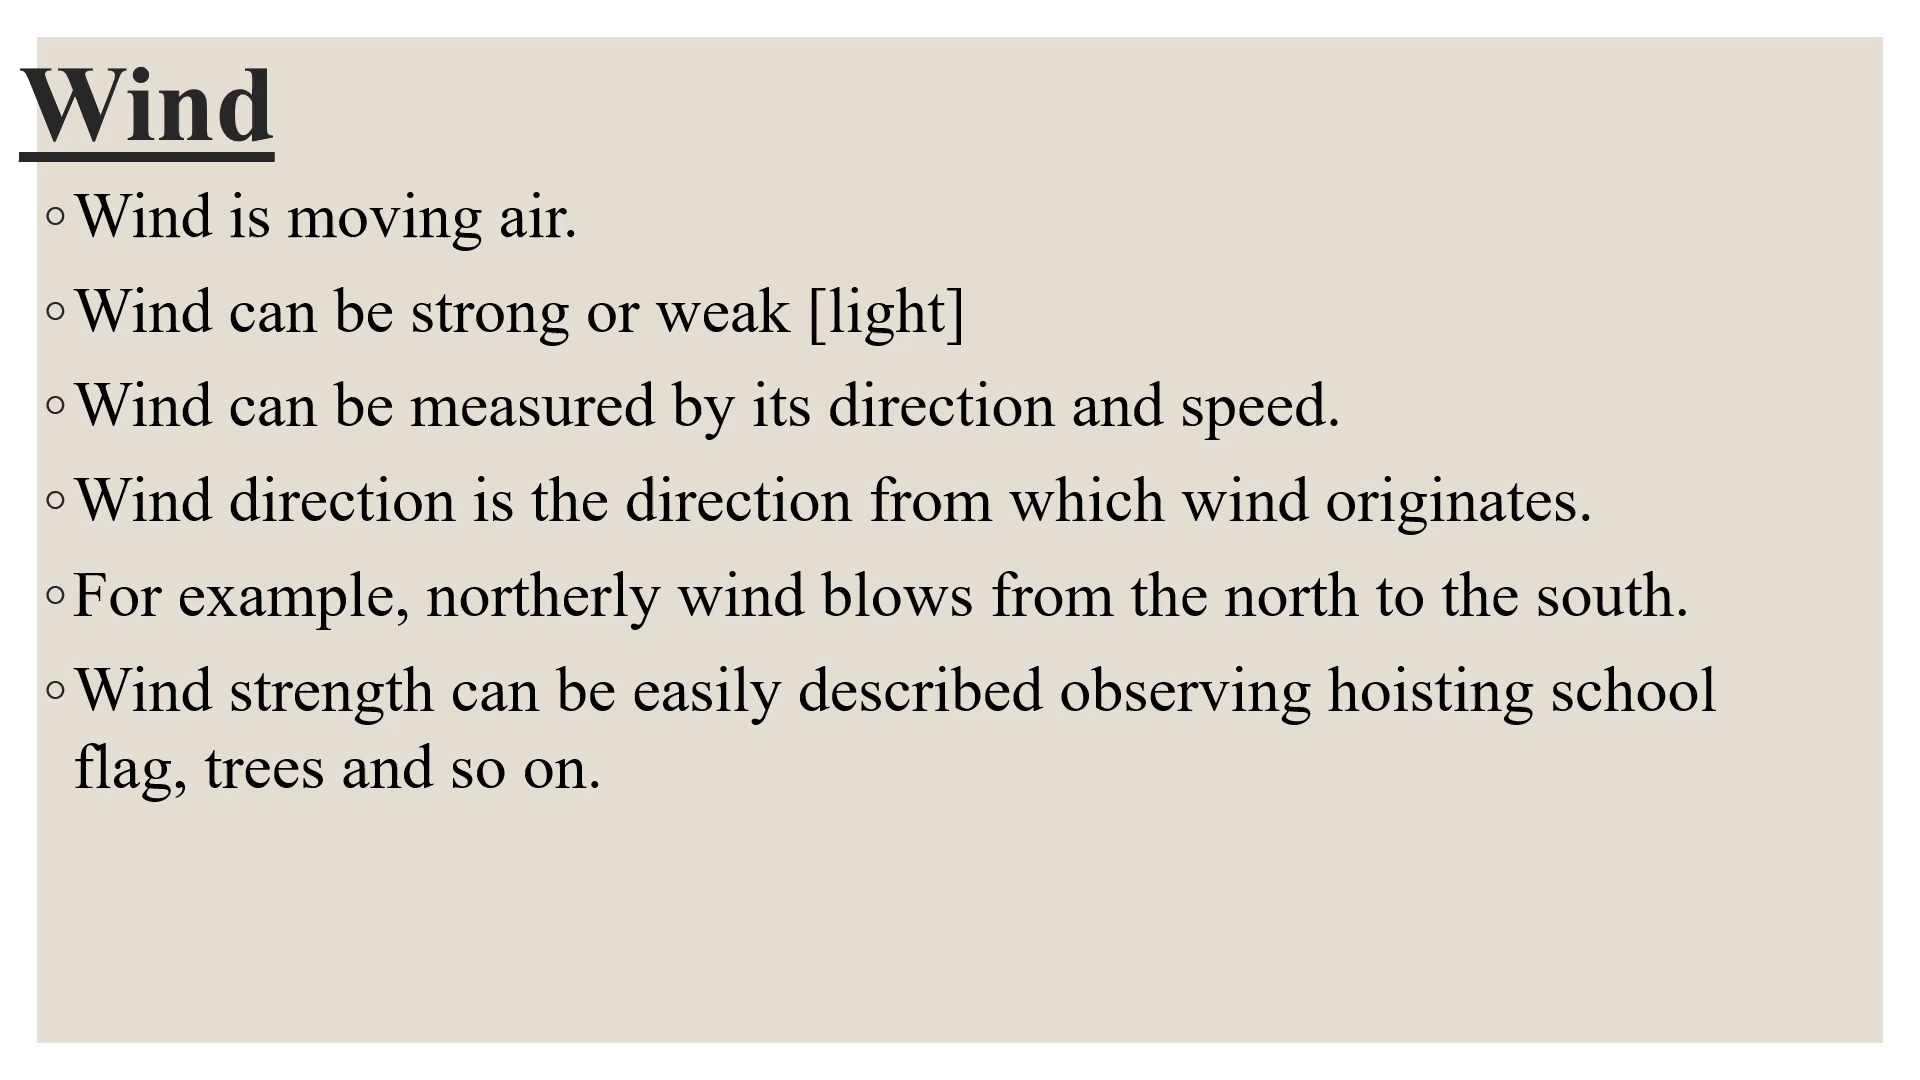 Wind
◦Wind is moving air.
◦Wind can be strong or weak [light]
◦Wind can be measured by its direction and speed.
◦Wind direction is the direction from which wind originates.
◦For example, northerly wind blows from the north to the south.
◦Wind strength can be easily described observing hoisting school
flag, trees and so on.